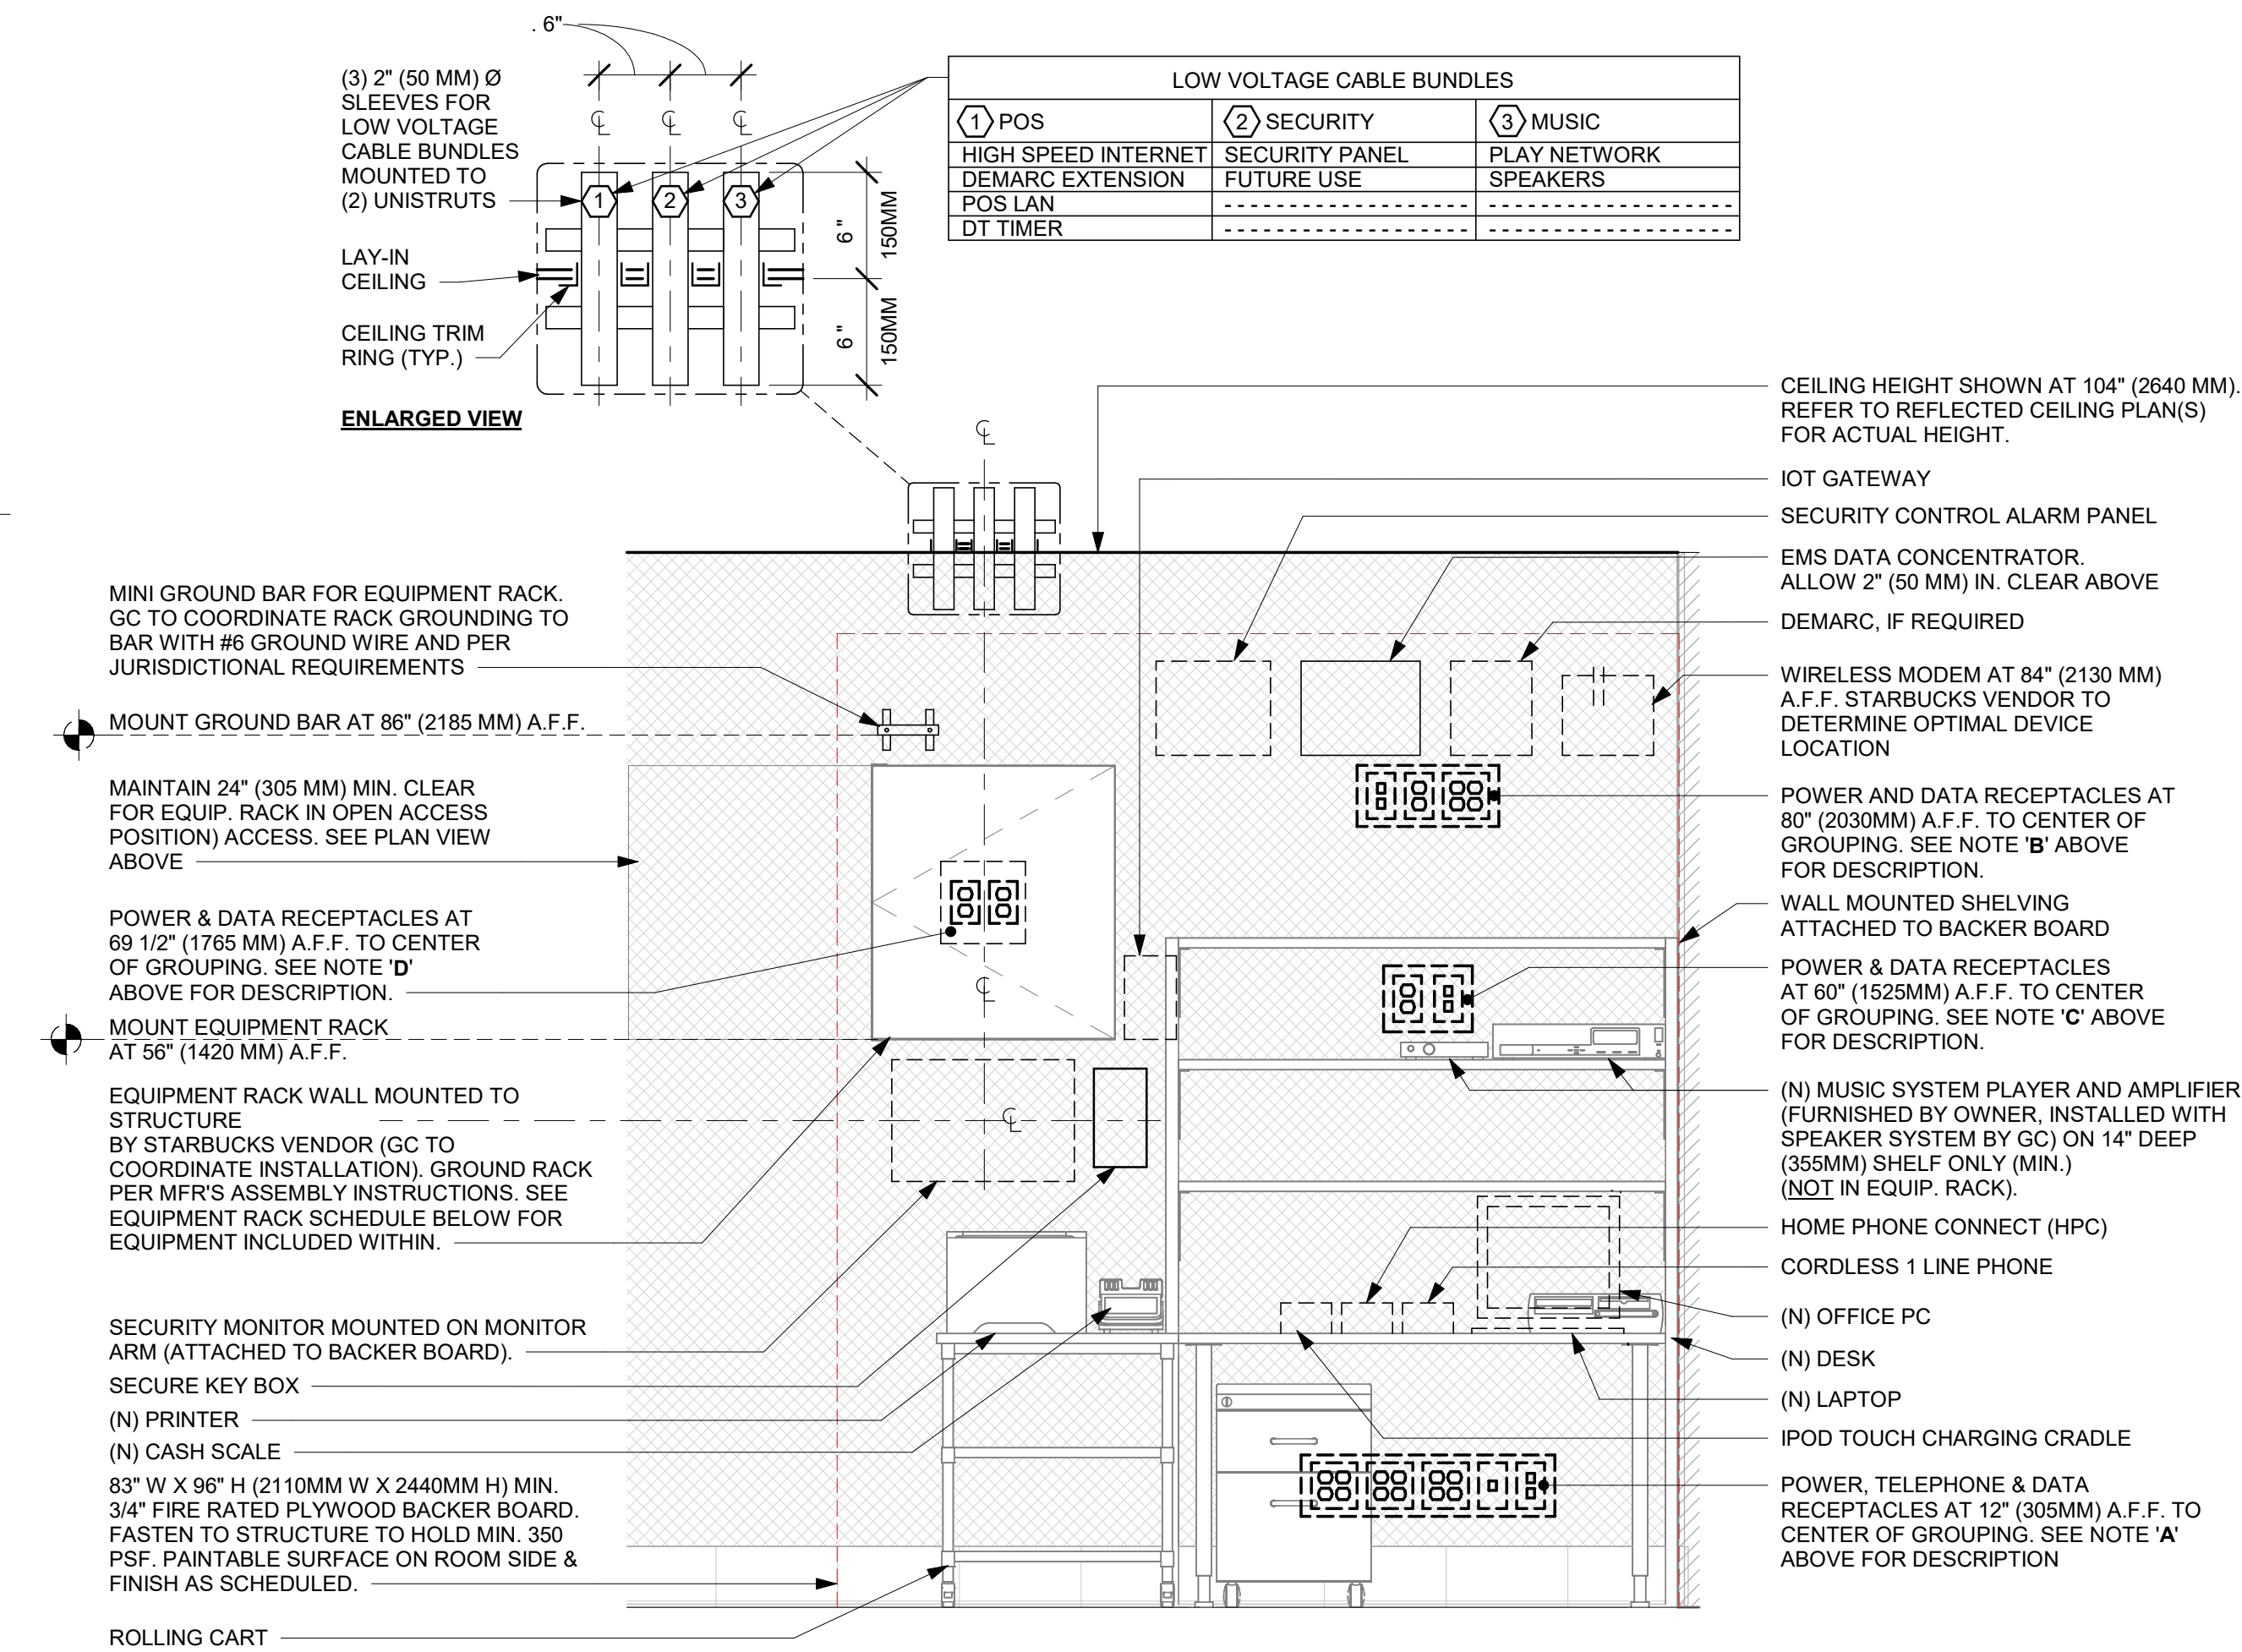 . 6"
(3) 2" (50 MM) Ø
SLEEVES FOR
LOW VOLTAGE
CABLE BUNDLES
MOUNTED TO
(2) UNISTRUTS
LAY-IN
CEILING
CEILING TRIM
RING (TYP.)
ENLARGED VIEW
1 2 3
6"
150MM
6"
150MM
LOW VOLTAGE CABLE BUNDLES
1 POS 2 SECURITY 3 MUSIC
HIGH SPEED INTERNET SECURITY PANEL PLAY NETWORK
DEMARC EXTENSION FUTURE USE SPEAKERS
POS LAN - - - - - - - - - - - - - - - - - - - - - - - - - - - - - - - - - - - -
DT TIMER - - - - - - - - - - - - - - - - - - - - - - - - - - - - - - - - - - - -
MINI GROUND BAR FOR EQUIPMENT RACK.
GC TO COORDINATE RACK GROUNDING TO
BAR WITH #6 GROUND WIRE AND PER
JURISDICTIONAL REQUIREMENTS
MOUNT GROUND BAR AT 86" (2185 MM) A.F.F.
MAINTAIN 24" (305 MM) MIN. CLEAR
FOR EQUIP. RACK IN OPEN ACCESS
POSITION) ACCESS. SEE PLAN VIEW
ABOVE
POWER & DATA RECEPTACLES AT
69 1/2" (1765 MM) A.F.F. TO CENTER
OF GROUPING. SEE NOTE 'D'
ABOVE FOR DESCRIPTION.
MOUNT EQUIPMENT RACK
AT 56" (1420 MM) A.F.F.
EQUIPMENT RACK WALL MOUNTED TO
STRUCTURE
BY STARBUCKS VENDOR (GC TO
COORDINATE INSTALLATION). GROUND RACK
PER MFR'S ASSEMBLY INSTRUCTIONS. SEE
EQUIPMENT RACK SCHEDULE BELOW FOR
EQUIPMENT INCLUDED WITHIN.
SECURITY MONITOR MOUNTED ON MONITOR
ARM (ATTACHED TO BACKER BOARD).
SECURE KEY BOX
(N) PRINTER
(N) CASH SCALE
83" W X 96" H (2110MM W X 2440MM H) MIN.
3/4" FIRE RATED PLYWOOD BACKER BOARD.
FASTEN TO STRUCTURE TO HOLD MIN. 350
PSF. PAINTABLE SURFACE ON ROOM SIDE &
FINISH AS SCHEDULED.
ROLLING CART
CEILING HEIGHT SHOWN AT 104" (2640 MM).
REFER TO REFLECTED CEILING PLAN(S)
FOR ACTUAL HEIGHT.
IOT GATEWAY
SECURITY CONTROL ALARM PANEL
EMS DATA CONCENTRATOR.
ALLOW 2" (50 MM) IN. CLEAR ABOVE
DEMARC, IF REQUIRED
WIRELESS MODEM AT 84" (2130 MM)
A.F.F. STARBUCKS VENDOR TO
DETERMINE OPTIMAL DEVICE
LOCATION
POWER AND DATA RECEPTACLES AT
80" (2030MM) A.F.F. TO CENTER OF
GROUPING. SEE NOTE 'B' ABOVE
FOR DESCRIPTION.
WALL MOUNTED SHELVING
ATTACHED TO BACKER BOARD
POWER & DATA RECEPTACLES
AT 60" (1525MM) A.F.F. TO CENTER
OF GROUPING. SEE NOTE 'C' ABOVE
FOR DESCRIPTION.
(N) MUSIC SYSTEM PLAYER AND AMPLIFIER
(FURNISHED BY OWNER, INSTALLED WITH
SPEAKER SYSTEM BY GC) ON 14" DEEP
(355MM) SHELF ONLY (MIN.)
(NOT IN EQUIP. RACK).
HOME PHONE CONNECT (HPC)
CORDLESS 1 LINE PHONE
(N) OFFICE PC
(N) DESK
(N) LAPTOP
IPOD TOUCH CHARGING CRADLE
POWER, TELEPHONE & DATA
RECEPTACLES AT 12" (305MM) A.F.F. TO
CENTER OF GROUPING. SEE NOTE 'A'
ABOVE FOR DESCRIPTION